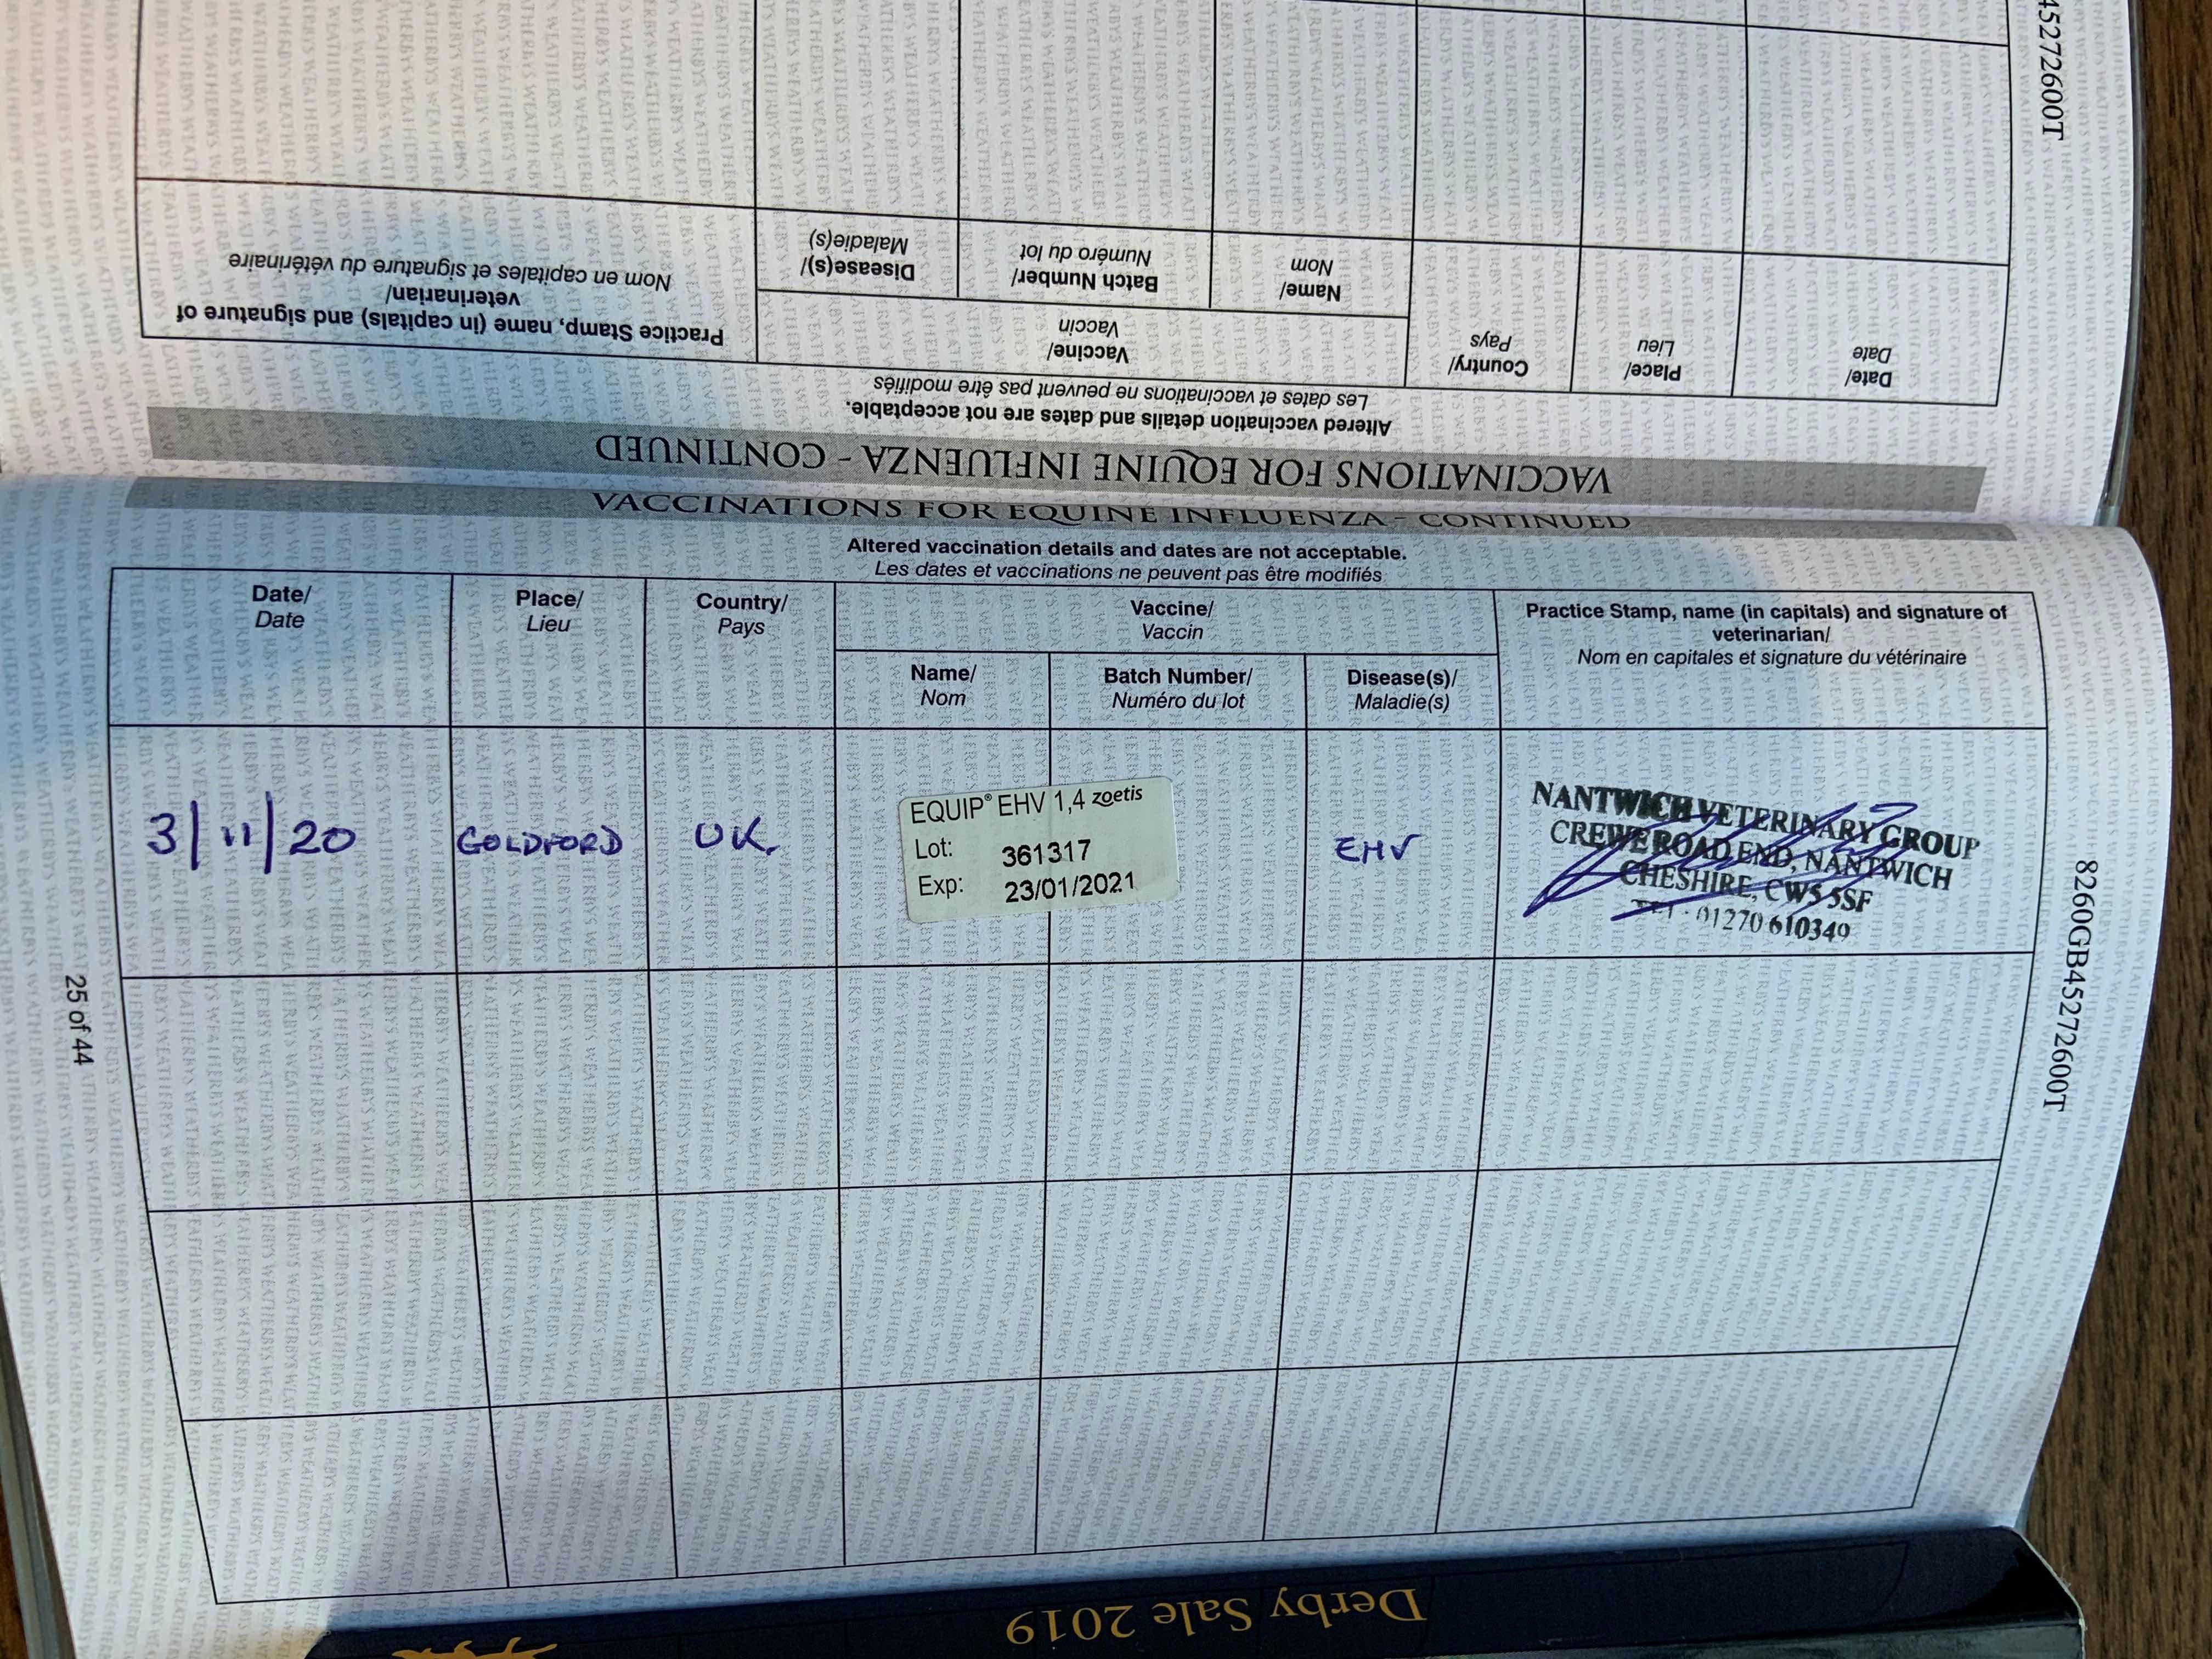 45272600T
Date/
Date
Place/
Lieu
Country/
Pays
Vaccine/
Vaccin
Name/
Nom
Batch Number/
Numéro du lot
Disease(s)/
Maladie(s)
Practice Stamp, name (in capitals) and signature of
veterinarian/
Nom en capitales et signature du vétérinaire
Altered vaccination details and dates are not acceptable.
Les dates et vaccinations ne peuvent pas être modifiés
VACCINATIONS FOR EQUINE INFLUENZA - CONTINUED
VACCINATIONS FOR EQUINE INFLUENZA - CONTINUED
Altered vaccination details and dates are not acceptable.
Les dates et vaccinations ne peuvent pas être modifiés
Date/
Date
Place/
Lieu
Country/
Pays
Vaccine/
Vaccin
Name/
Nom
Batch Number/
Numéro du lot
Disease(s)/
Maladie(s)
Practice Stamp, name (in capitals) and signature of
veterinarian/
Nom en capitales et signature du vétérinaire
3/11/20
GOLDFORD
UK.
EQUIP® EHV 1,4 zoetis
Lot: 361317
Exp: 23/01/2021
EHV
NANTWICH VETERINARY GROUP
CREWE ROAD END, NANTWICH
CHESHIRE, CW5 5SF
TEL - 01270 610349
25 of 44
8260GB45272600T
Derby Sale 2019